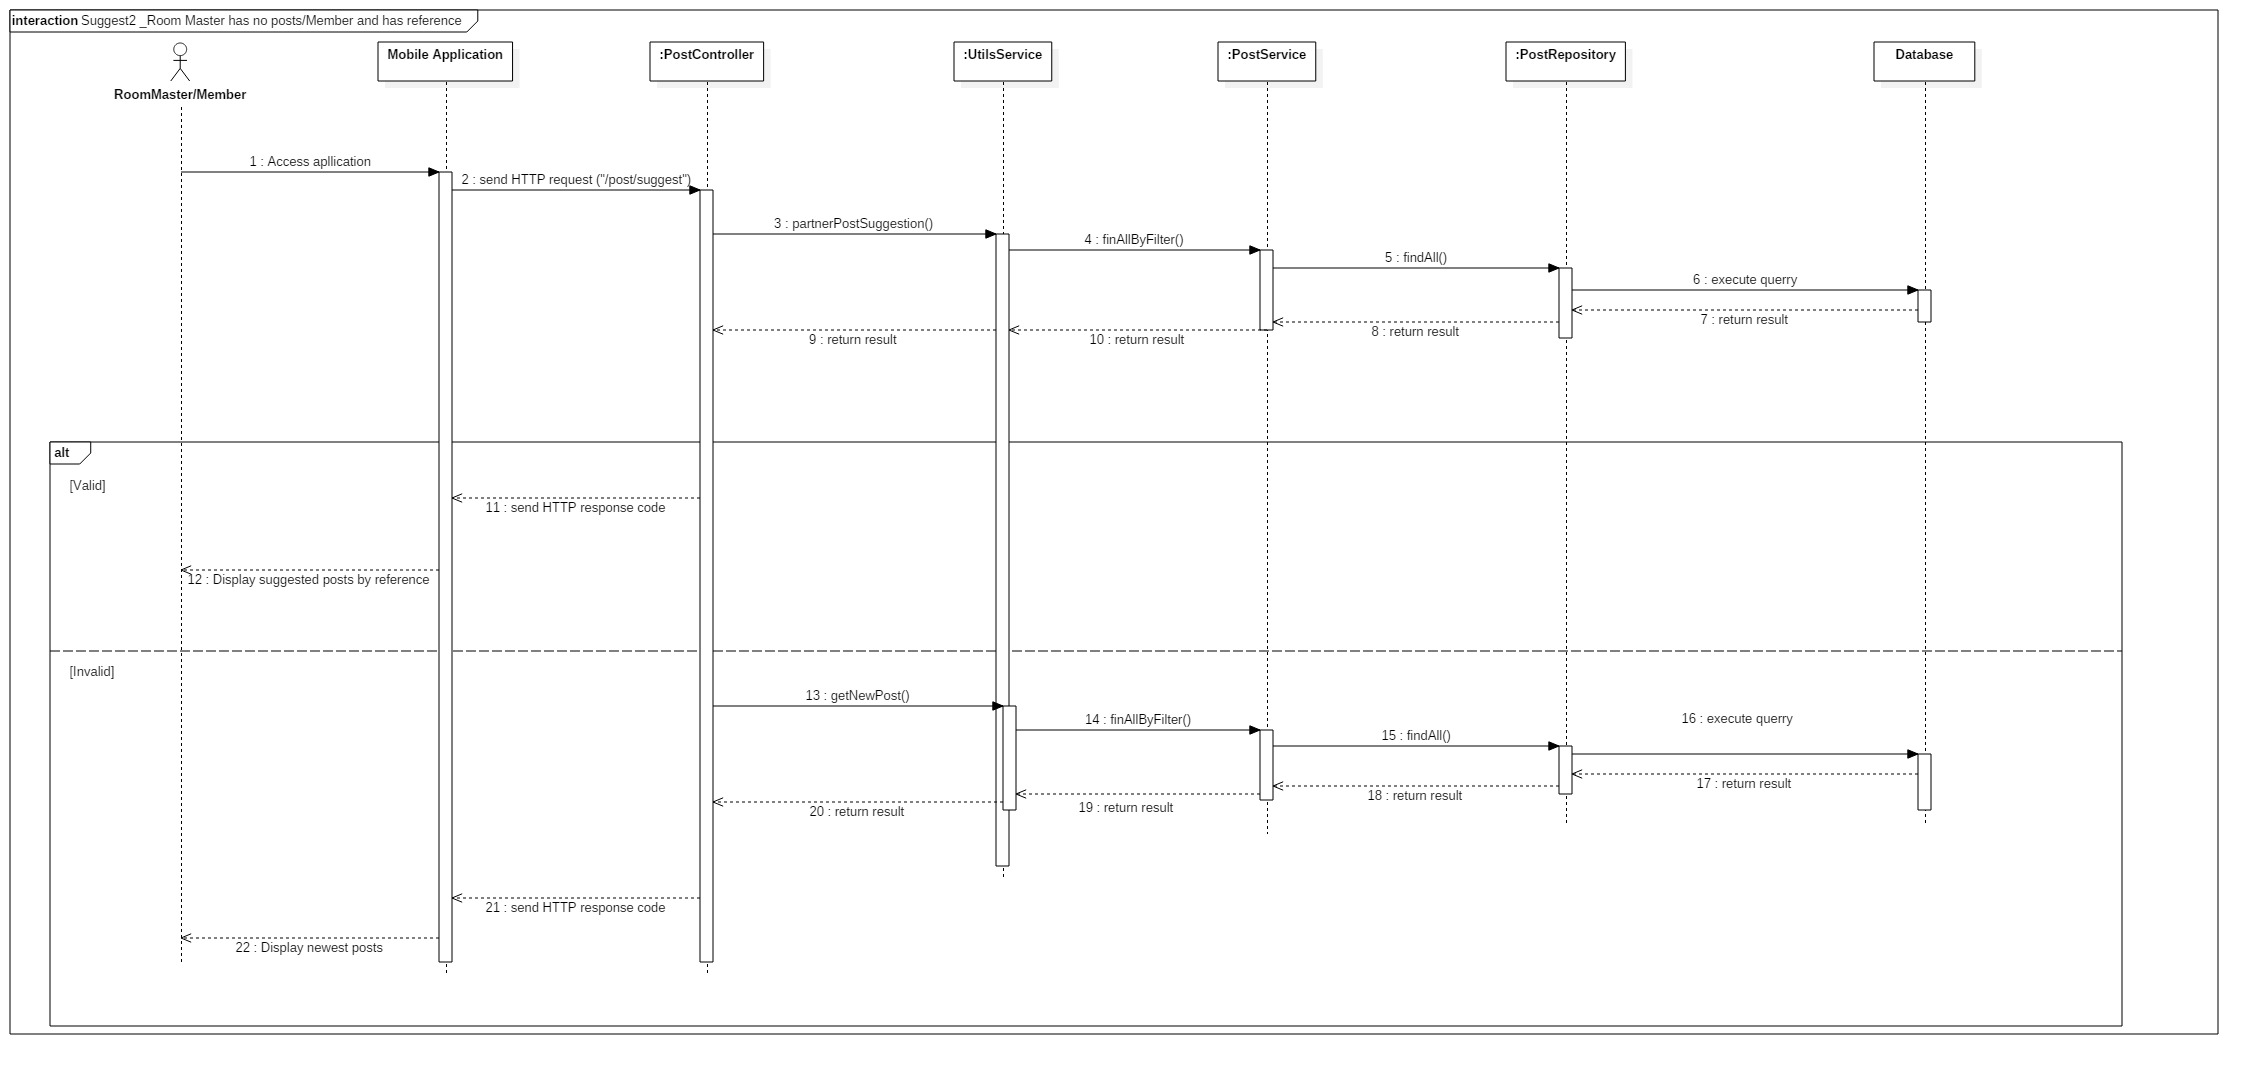 interaction Suggest2 _Room Master has no posts/Member and has reference
RoomMaster/Member
Mobile Application
:PostController
:UtilsService
:PostService
:PostRepository
Database
1 : Access apllication
2 : send HTTP request ("/post/suggest")
3 : partnerPostSuggestion()
4 : finAllByFilter()
5 : findAll()
6 : execute querry
7 : return result
8 : return result
9 : return result
10 : return result
alt
[Valid]
11 : send HTTP response code
12 : Display suggested posts by reference
[Invalid]
13 : getNewPost()
14 : finAllByFilter()
15 : findAll()
16 : execute querry
17 : return result
18 : return result
19 : return result
20 : return result
21 : send HTTP response code
22 : Display newest posts